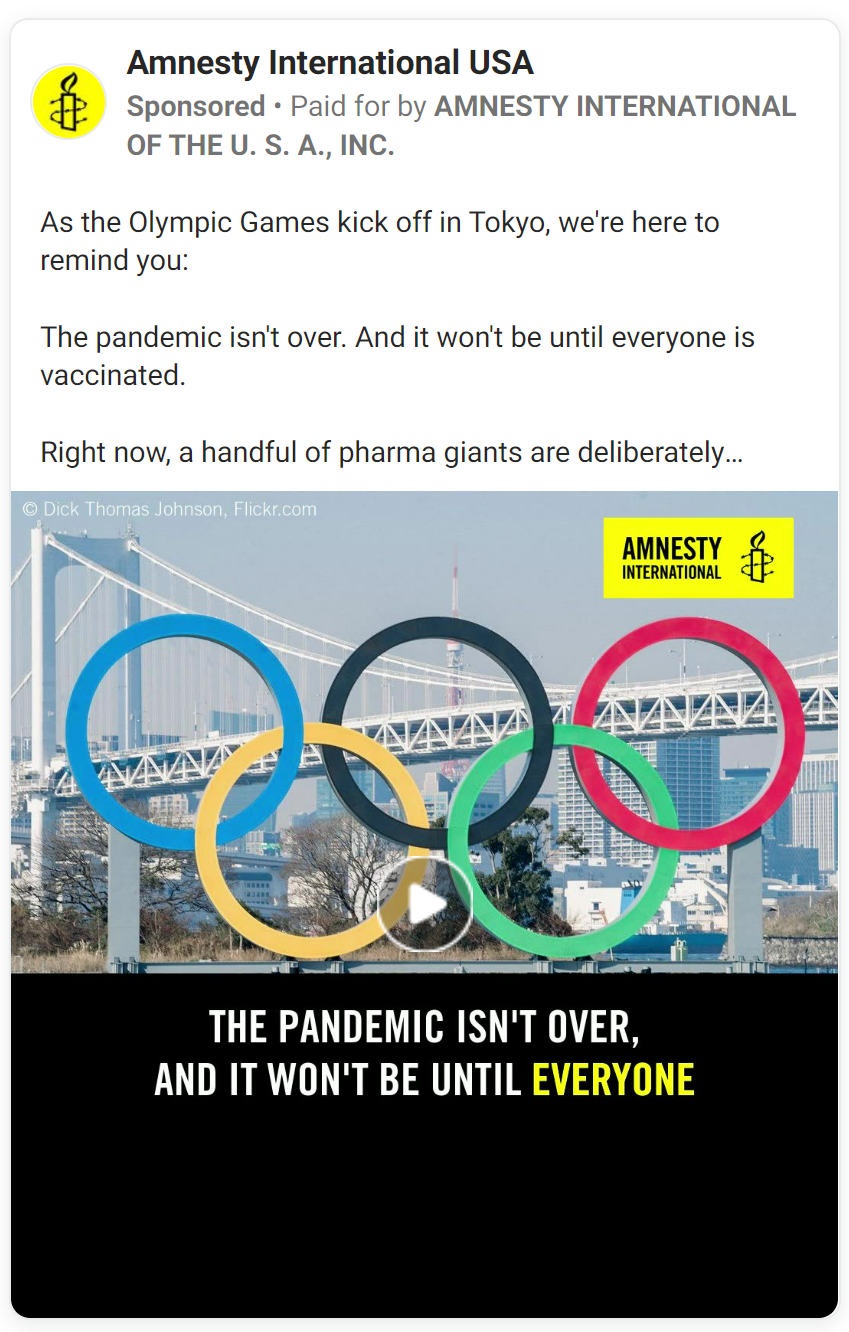 Amnesty International USA
Sponsored • Paid for by AMNESTY INTERNATIONAL
OF THE U. S. A., INC.
As the Olympic Games kick off in Tokyo, we're here to
remind you:
The pandemic isn't over. And it won't be until everyone is
vaccinated.
Right now, a handful of pharma giants are deliberately…
© Dick Thomas Johnson, Flickr.com
AMNESTY
INTERNATIONAL
THE PANDEMIC ISN'T OVER,
AND IT WON'T BE UNTIL EVERYONE